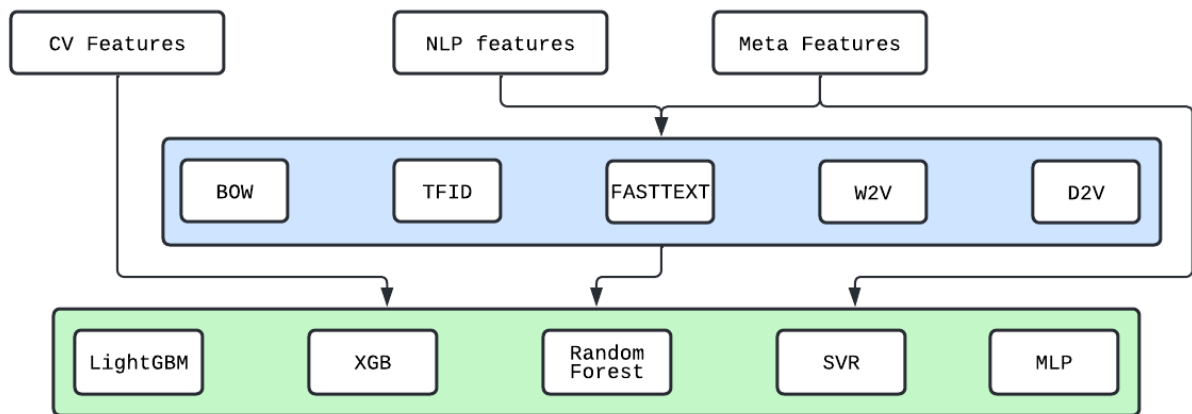 CV Features
NLP features
Meta Features
BOW
TFID
FASTTEXT
W2V
D2V
LightGBM
XGB
Random
Forest
SVR
MLP